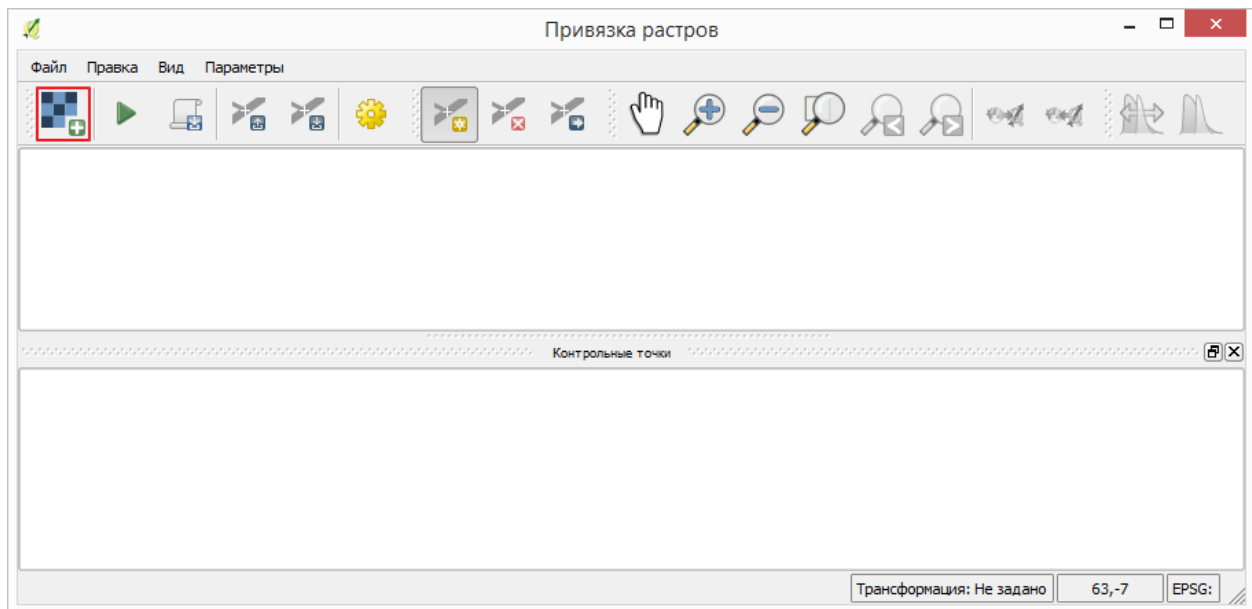 Привязка растров
Файл Правка Вид Параметры
Контрольные точки
Трансформация: Не задано 63,-7 EPSG: